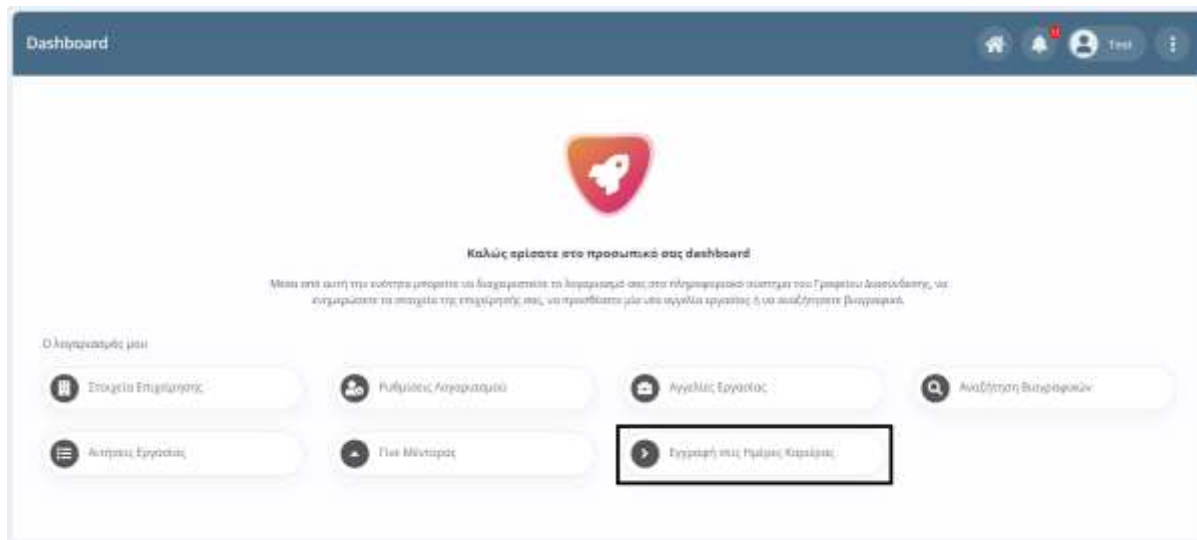 Dashboard
Test
Καλώς ορίσατε στο προσωπικό σας dashboard
Μέσα από αυτή την ενότητα μπορείτε να διαχειριστείτε το λογαριασμό σας στο πληροφοριακό σύστημα του Γραφείου Διασύνδεσης, να
ενημερώσετε τα στοιχεία της επιχείρησής σας, να προσθέσετε μία νέα αγγελία εργασίας ή να αναζητήσετε βιογραφικά.
Ο λογαριασμός μου
Στοιχεία Επιχείρησης
Ρυθμίσεις Λογαριασμού
Αγγελίες Εργασίας
Αναζήτηση Βιογραφικών
Αιτήσεις Εργασίας
Γίνε Μέντορας
Εγγραφή στις Ημέρες Καριέρας